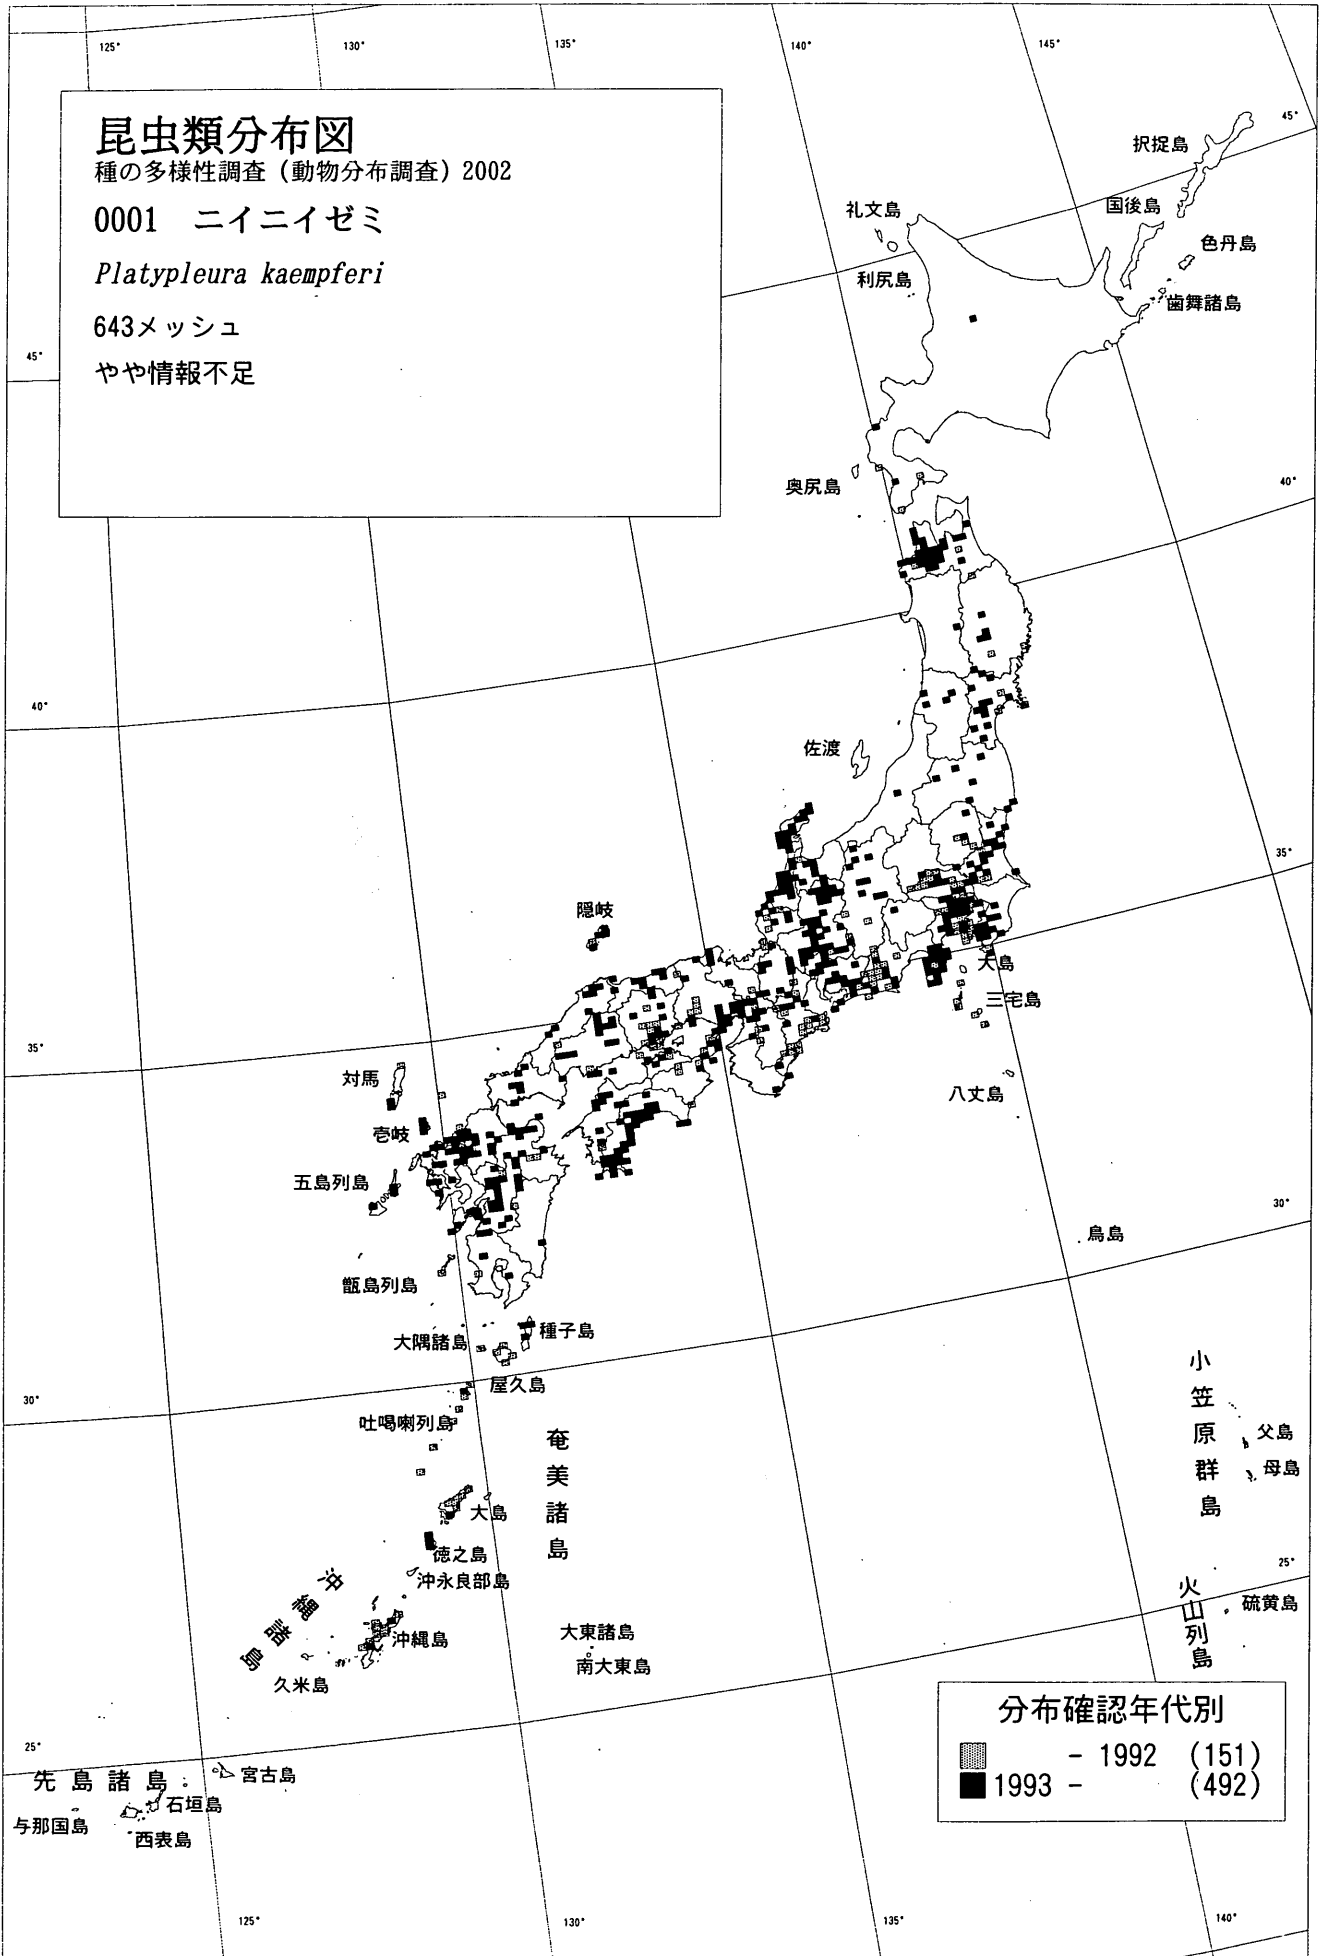 125°
130°
135°
140°
145°
昆虫類分布図
種の多様性調査（動物分布調査）2002
0001　ニイニイゼミ
Platypleura kaempferi
643メッシュ
やや情報不足
45°
択捉島
国後島
色丹島
歯舞諸島
礼文島
利尻島
45°
奥尻島
40°
40°
佐渡
35°
隠岐
大島
三宅島
八丈島
35°
対馬
壱岐
五島列島
30°
鳥島
甑島列島
大隅諸島
種子島
屋久島
30°
吐噶喇列島
奄美諸島
小笠原群島
父島
母島
大島
徳之島
沖永良部島
25°
火山列島
硫黄島
沖縄諸島
沖縄島
久米島
大東諸島
南大東島
25°
先島諸島
宮古島
石垣島
与那国島
西表島
分布確認年代別
- 1992 (151)
1993 - (492)
125°
130°
135°
140°